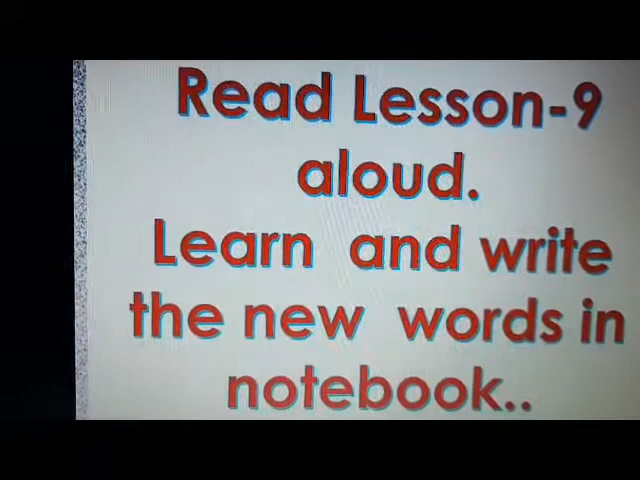 Read Lesson-9
aloud.
Learn and write
the new words in
notebook..